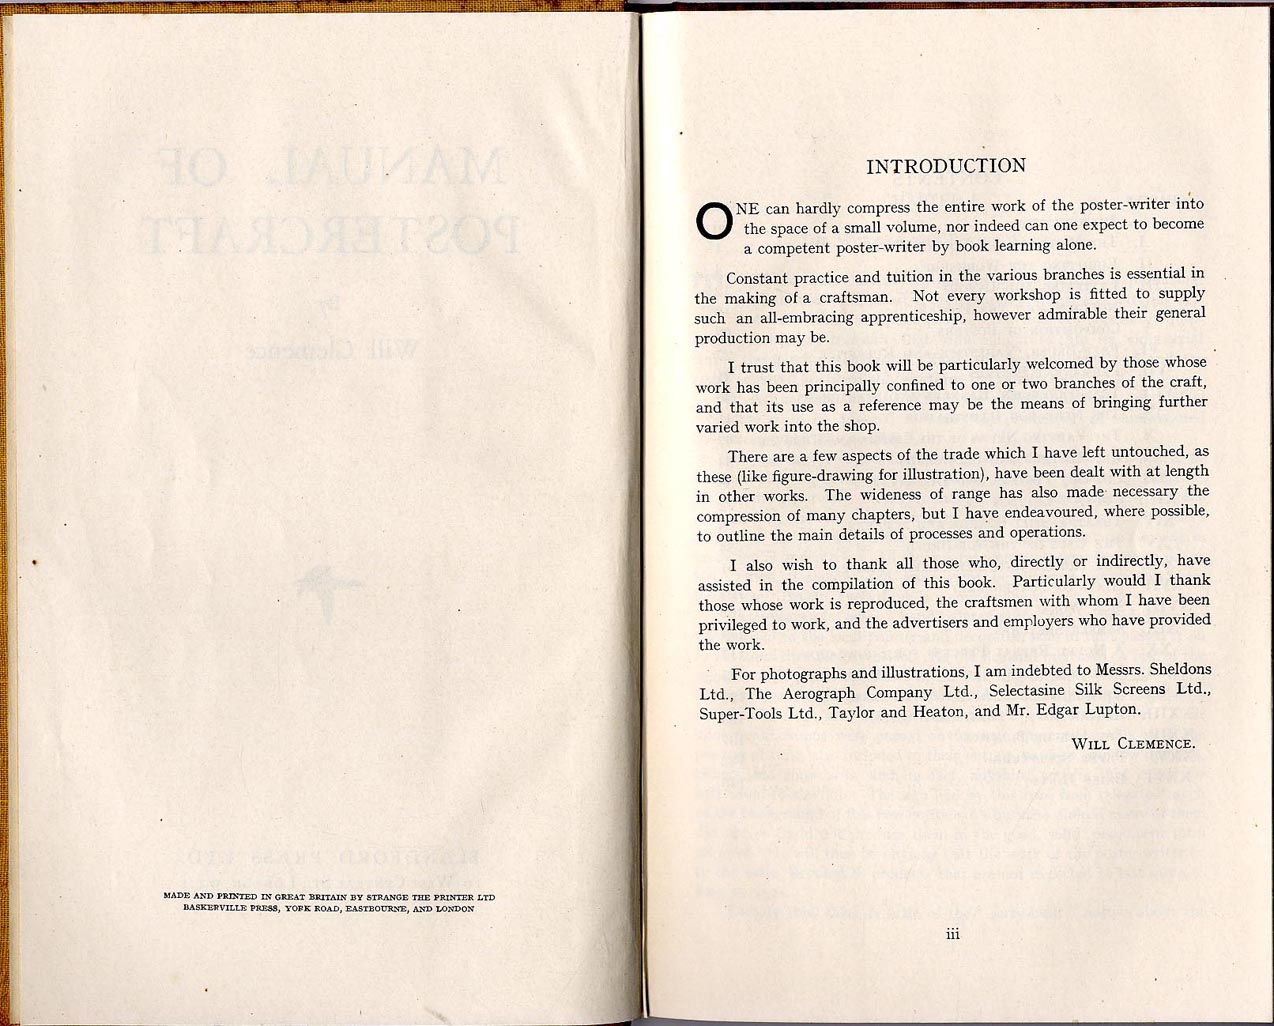 MANUAL OF
POSTERCRAFT
By
Will Clemence
BLANDFORD PRESS LTD
MADE AND PRINTED IN GREAT BRITAIN BY STRANGE THE PRINTER LTD
BASKERVILLE PRESS, YORK ROAD, EASTBOURNE, AND LONDON
INTRODUCTION
ONE can hardly compress the entire work of the poster-writer into
the space of a small volume, nor indeed can one expect to become
a competent poster-writer by book learning alone.
Constant practice and tuition in the various branches is essential in
the making of a craftsman. Not every workshop is fitted to supply
such an all-embracing apprenticeship, however admirable their general
production may be.
I trust that this book will be particularly welcomed by those whose
work has been principally confined to one or two branches of the craft,
and that its use as a reference may be the means of bringing further
varied work into the shop.
There are a few aspects of the trade which I have left untouched, as
these (like figure-drawing for illustration), have been dealt with at length
in other works. The wideness of range has also made necessary the
compression of many chapters, but I have endeavoured, where possible,
to outline the main details of processes and operations.
I also wish to thank all those who, directly or indirectly, have
assisted in the compilation of this book. Particularly would I thank
those whose work is reproduced, the craftsmen with whom I have been
privileged to work, and the advertisers and employers who have provided
the work.
For photographs and illustrations, I am indebted to Messrs. Sheldons
Ltd., The Aerograph Company Ltd., Selectasine Silk Screens Ltd.,
Super-Tools Ltd., Taylor and Heaton, and Mr. Edgar Lupton.
WILL CLEMENCE.
iii